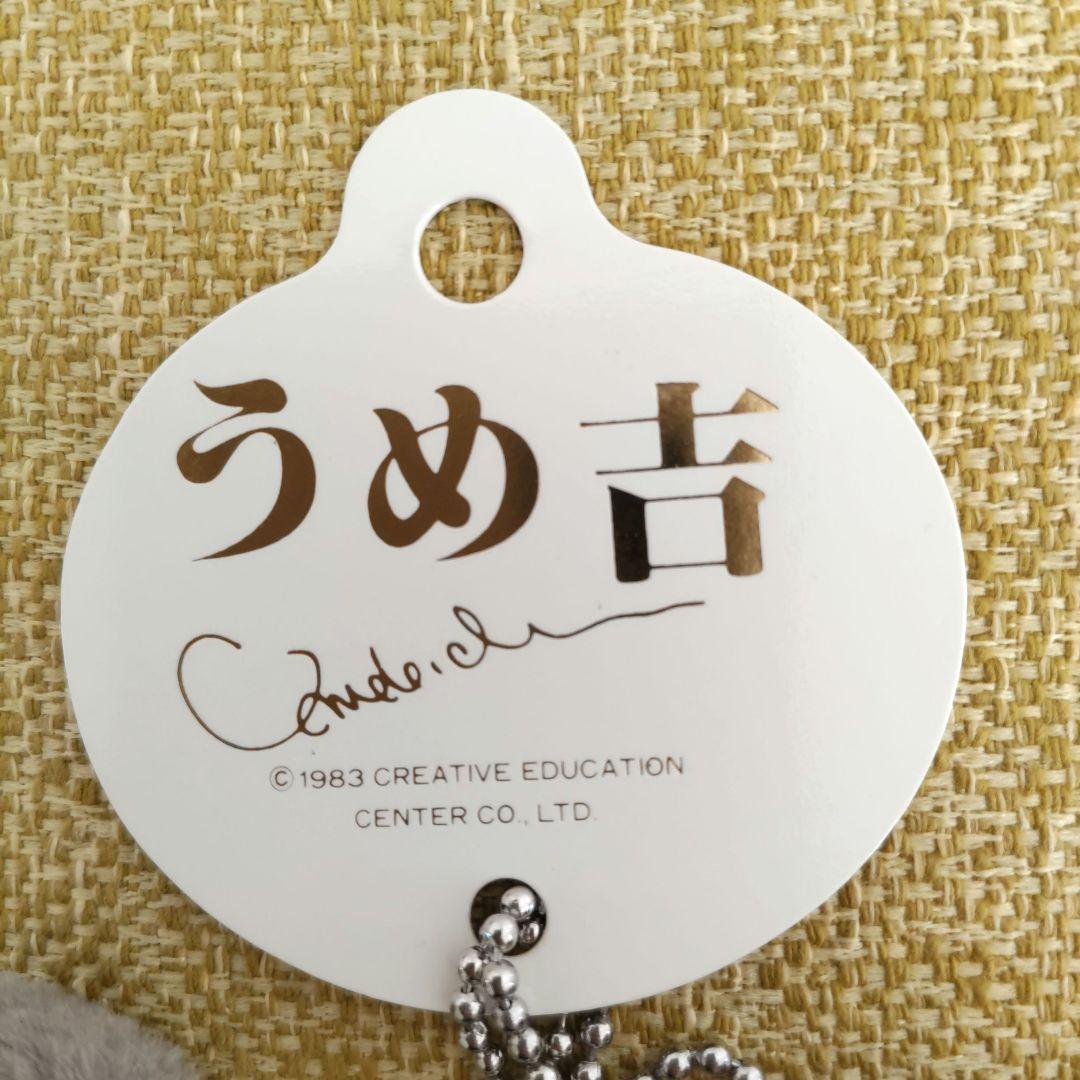 うめ吉
© 1983 CREATIVE EDUCATION
CENTER CO., LTD.